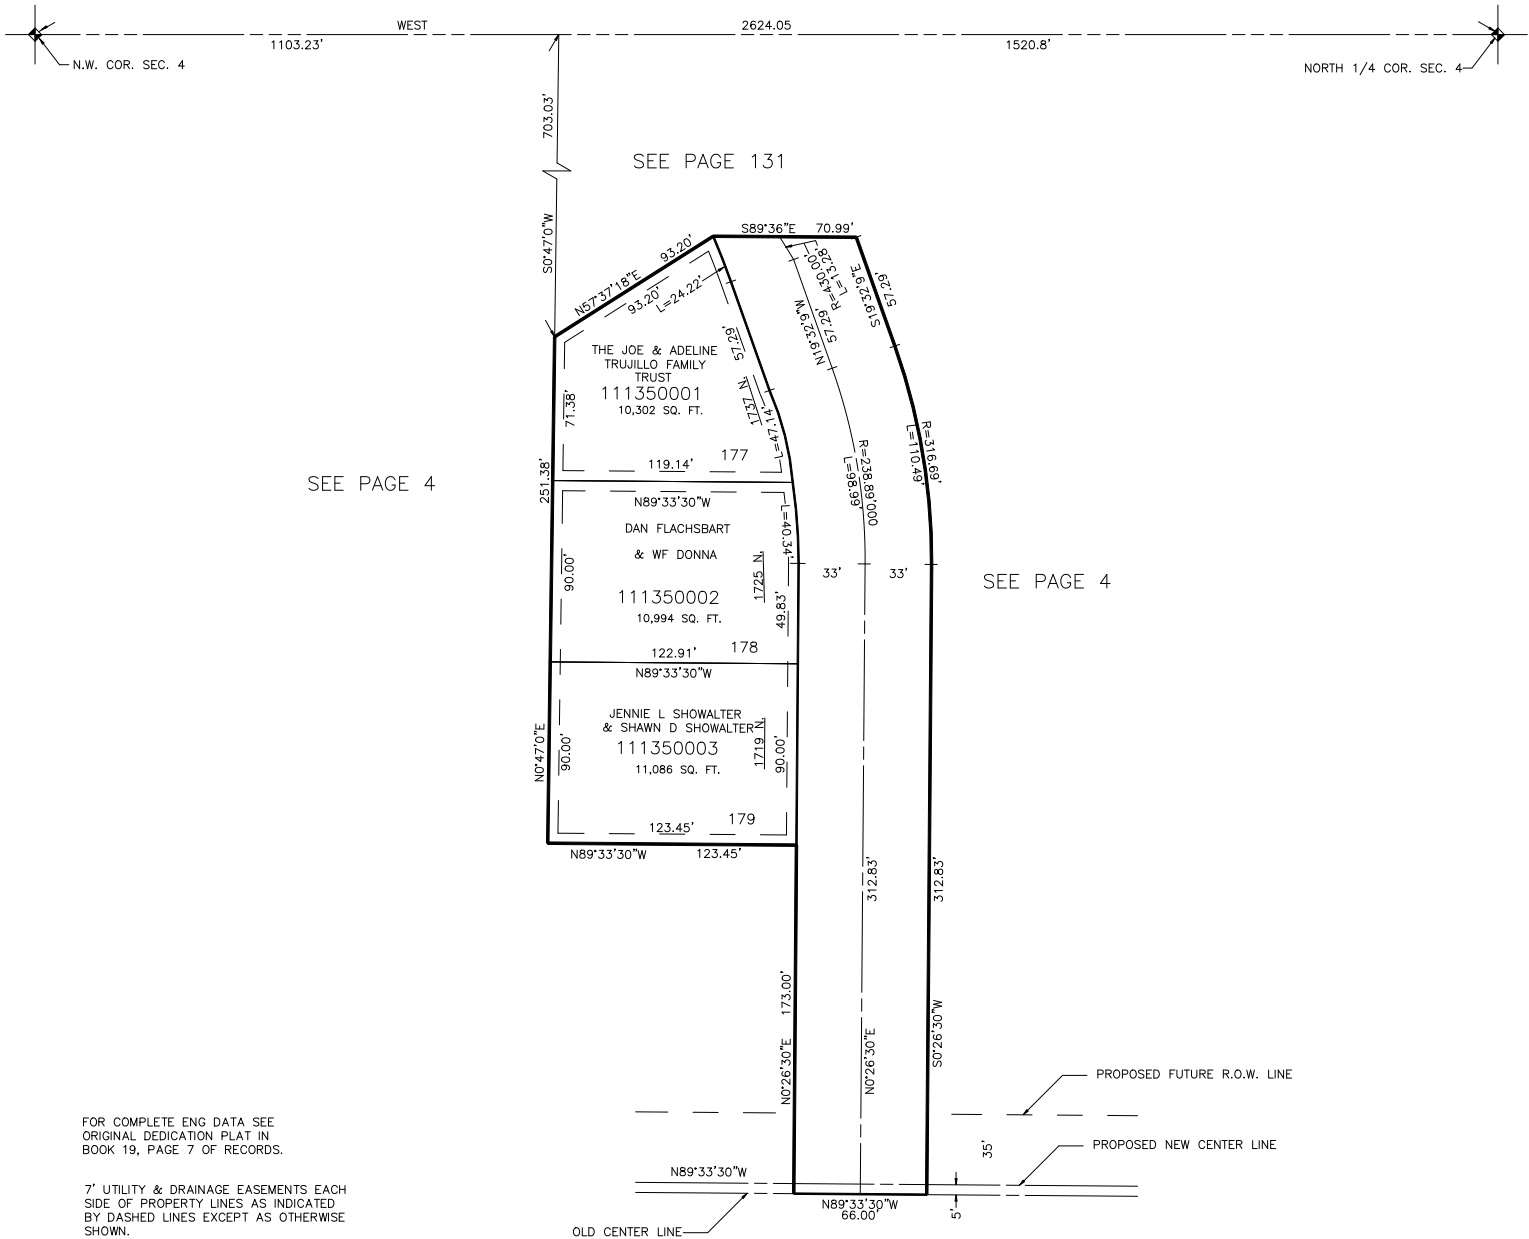 WEST
2624.05
1103.23'
1520.8'
N.W. COR. SEC. 4
NORTH 1/4 COR. SEC. 4
703.03'
S0°47'0"W
SEE PAGE 131
S89°36"E 70.99'
N57°37'18"E 93.20'
93.20'
L=24.22'
R=430.00'
L=13.28'
S19°32'9"E
57.29'
N19°32'9"W
57.29'
57.29'
THE JOE & ADELINE
TRUJILLO FAMILY
TRUST
111350001
10,302 SQ. FT.
71.38'
1737 N.
L=47.14'
177
119.14'
251.38'
SEE PAGE 4
R=316.69'
L=110.49'
R=238.89'000
L=98.99'
N89°33'30"W
DAN FLACHSBART
& WF DONNA
L=40.34'
90.00'
1725 N.
33'
33'
SEE PAGE 4
111350002
10,994 SQ. FT.
49.83'
178
122.91'
N89°33'30"W
JENNIE L SHOWALTER
& SHAWN D SHOWALTER
111350003
11,086 SQ. FT.
N0°47'0"E
90.00'
1719 N.
90.00'
179
123.45'
N89°33'30"W 123.45'
312.83'
312.83'
173.00'
N0°26'30"E
N0°26'30"E
S0°26'30"W
PROPOSED FUTURE R.O.W. LINE
PROPOSED NEW CENTER LINE
35'
N89°33'30"W
N89°33'30"W
66.00'
5'
OLD CENTER LINE
FOR COMPLETE ENG DATA SEE
ORIGINAL DEDICATION PLAT IN
BOOK 19, PAGE 7 OF RECORDS.
7' UTILITY & DRAINAGE EASEMENTS EACH
SIDE OF PROPERTY LINES AS INDICATED
BY DASHED LINES EXCEPT AS OTHERWISE
SHOWN.